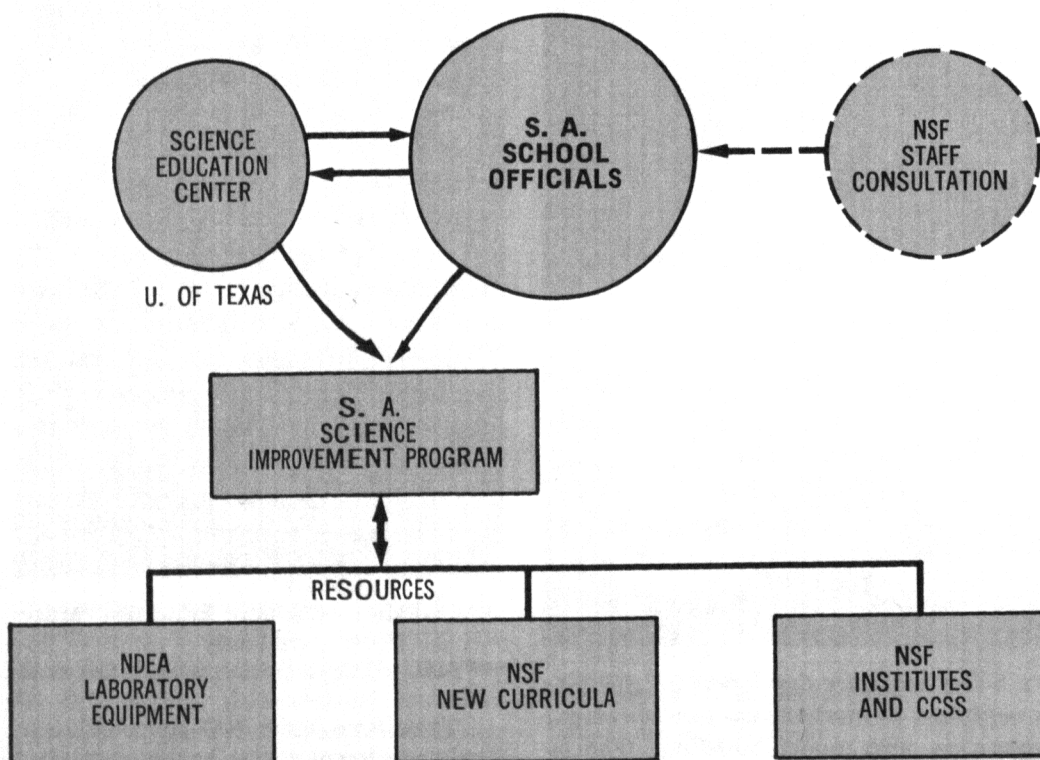 SCIENCE
EDUCATION
CENTER
U. OF TEXAS
S. A.
SCHOOL
OFFICIALS
NSF
STAFF
CONSULTATION
S. A.
SCIENCE
IMPROVEMENT PROGRAM
RESOURCES
NDEA
LABORATORY
EQUIPMENT
NSF
NEW CURRICULA
NSF
INSTITUTES
AND CCSS